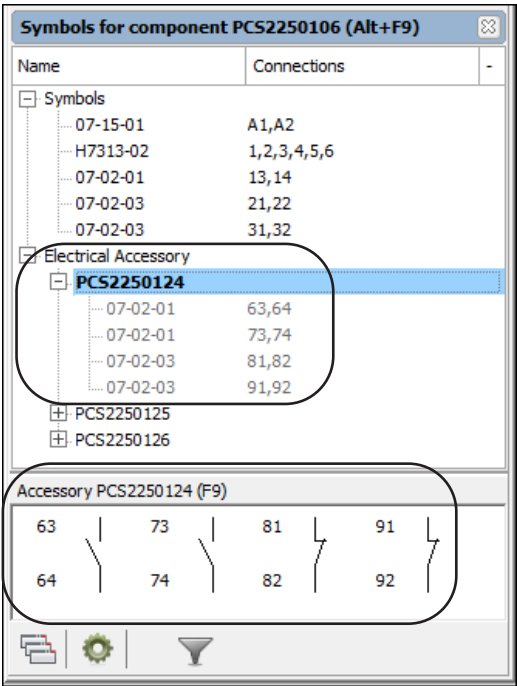 Symbols for component PCS2250106 (Alt+F9)
Name Connections -
Symbols
07-15-01 A1,A2
H7313-02 1,2,3,4,5,6
07-02-01 13,14
07-02-03 21,22
07-02-03 31,32
Electrical Accessory
PCS2250124
07-02-01 63,64
07-02-01 73,74
07-02-03 81,82
07-02-03 91,92
PCS2250125
PCS2250126
Accessory PCS2250124 (F9)
63 73 81 91
64 74 82 92